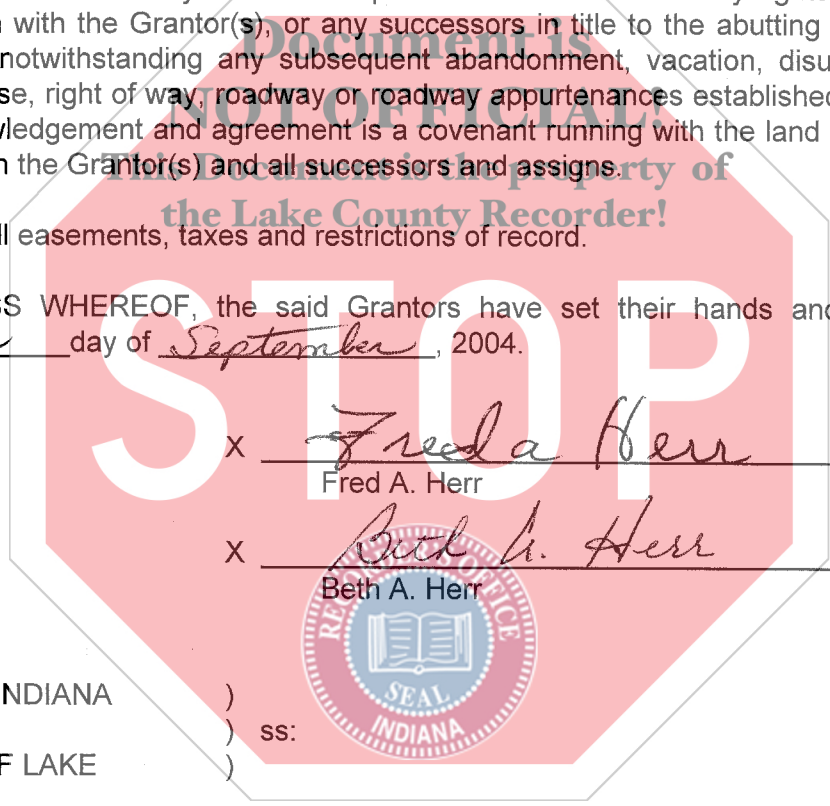 with the Grantor(s), or any successors in title to the abutting
Document is
notwithstanding any subsequent abandonment, vacation, disu
se, right of way, roadway or roadway appurtenances established
NOT OFFICIAL!
ledgement and agreement is a covenant running with the land
the Grantor(s) and all successors and assigns.
This Document is the property of
the Lake County Recorder!
ll easements, taxes and restrictions of record.
SS WHEREOF, the said Grantors have set their hands and
day of September, 2004.
STOP
X Fred A Herr
Fred A. Herr
X Beth A. Herr
Beth A. Herr
RECORDER'S OFFICE
SEAL
INDIANA
INDIANA )
) ss:
F LAKE )